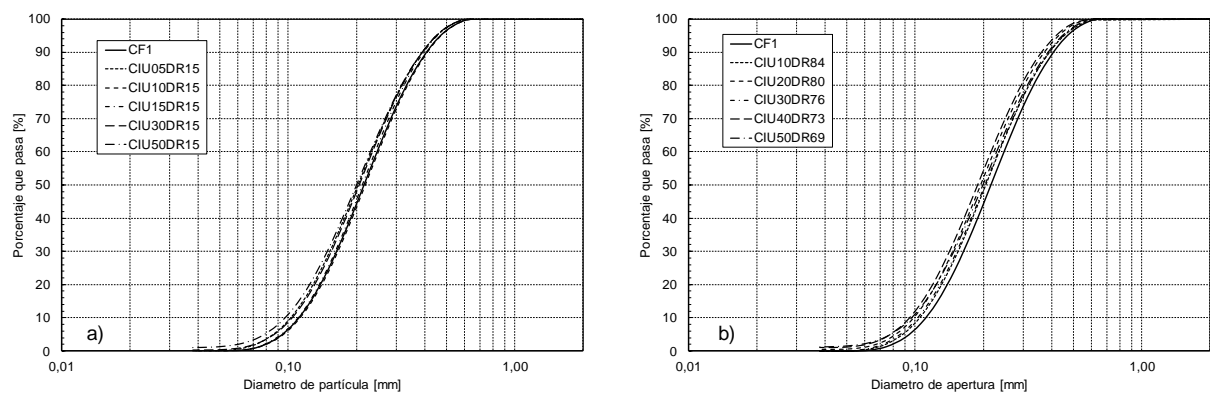 100
90
80
70
60
50
40
30
20
10
0
Porcentaje que pasa [%]
CF1
CIU05DR15
CIU10DR15
CIU15DR15
CIU30DR15
CIU50DR15
a)
0,01
0,10
1,00
Diametro de partícula [mm]
100
90
80
70
60
50
40
30
20
10
0
Porcentaje que pasa [%]
CF1
CIU10DR84
CIU20DR80
CIU30DR76
CIU40DR73
CIU50DR69
b)
0,01
0,10
1,00
Diametro de apertura [mm]